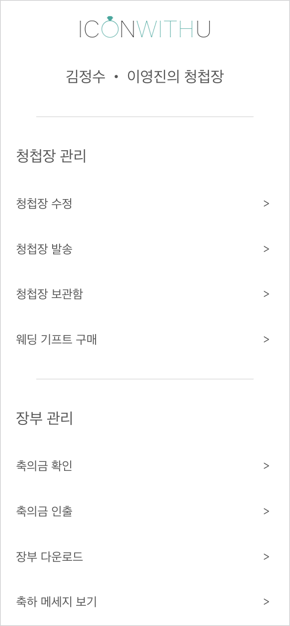 ICONWITHU
김정수 • 이영진의 청첩장
청첩장 관리
청첩장 수정 >
청첩장 발송 >
청첩장 보관함 >
웨딩 기프트 구매 >
장부 관리
축의금 확인 >
축의금 인출 >
장부 다운로드 >
축하 메세지 보기 >